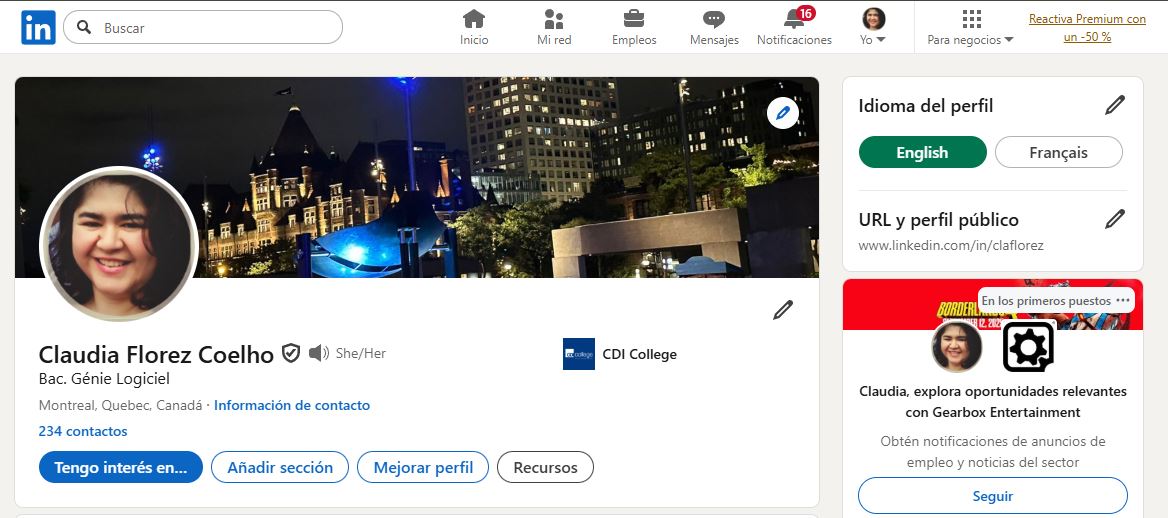 in
Buscar
Inicio
Mi red
Empleos
Mensajes
16
Notificaciones
Yo
Para negocios
Reactiva Premium con
un -50 %
Claudia Florez Coelho
She/Her
Bac. Génie Logiciel
Montreal, Quebec, Canadá · Información de contacto
234 contactos
Tengo interés en...
Añadir sección
Mejorar perfil
Recursos
college
CDI College
Idioma del perfil
English
Français
URL y perfil público
www.linkedin.com/in/claflorez
En los primeros puestos
Claudia, explora oportunidades relevantes
con Gearbox Entertainment
Obtén notificaciones de anuncios de
empleo y noticias del sector
Seguir